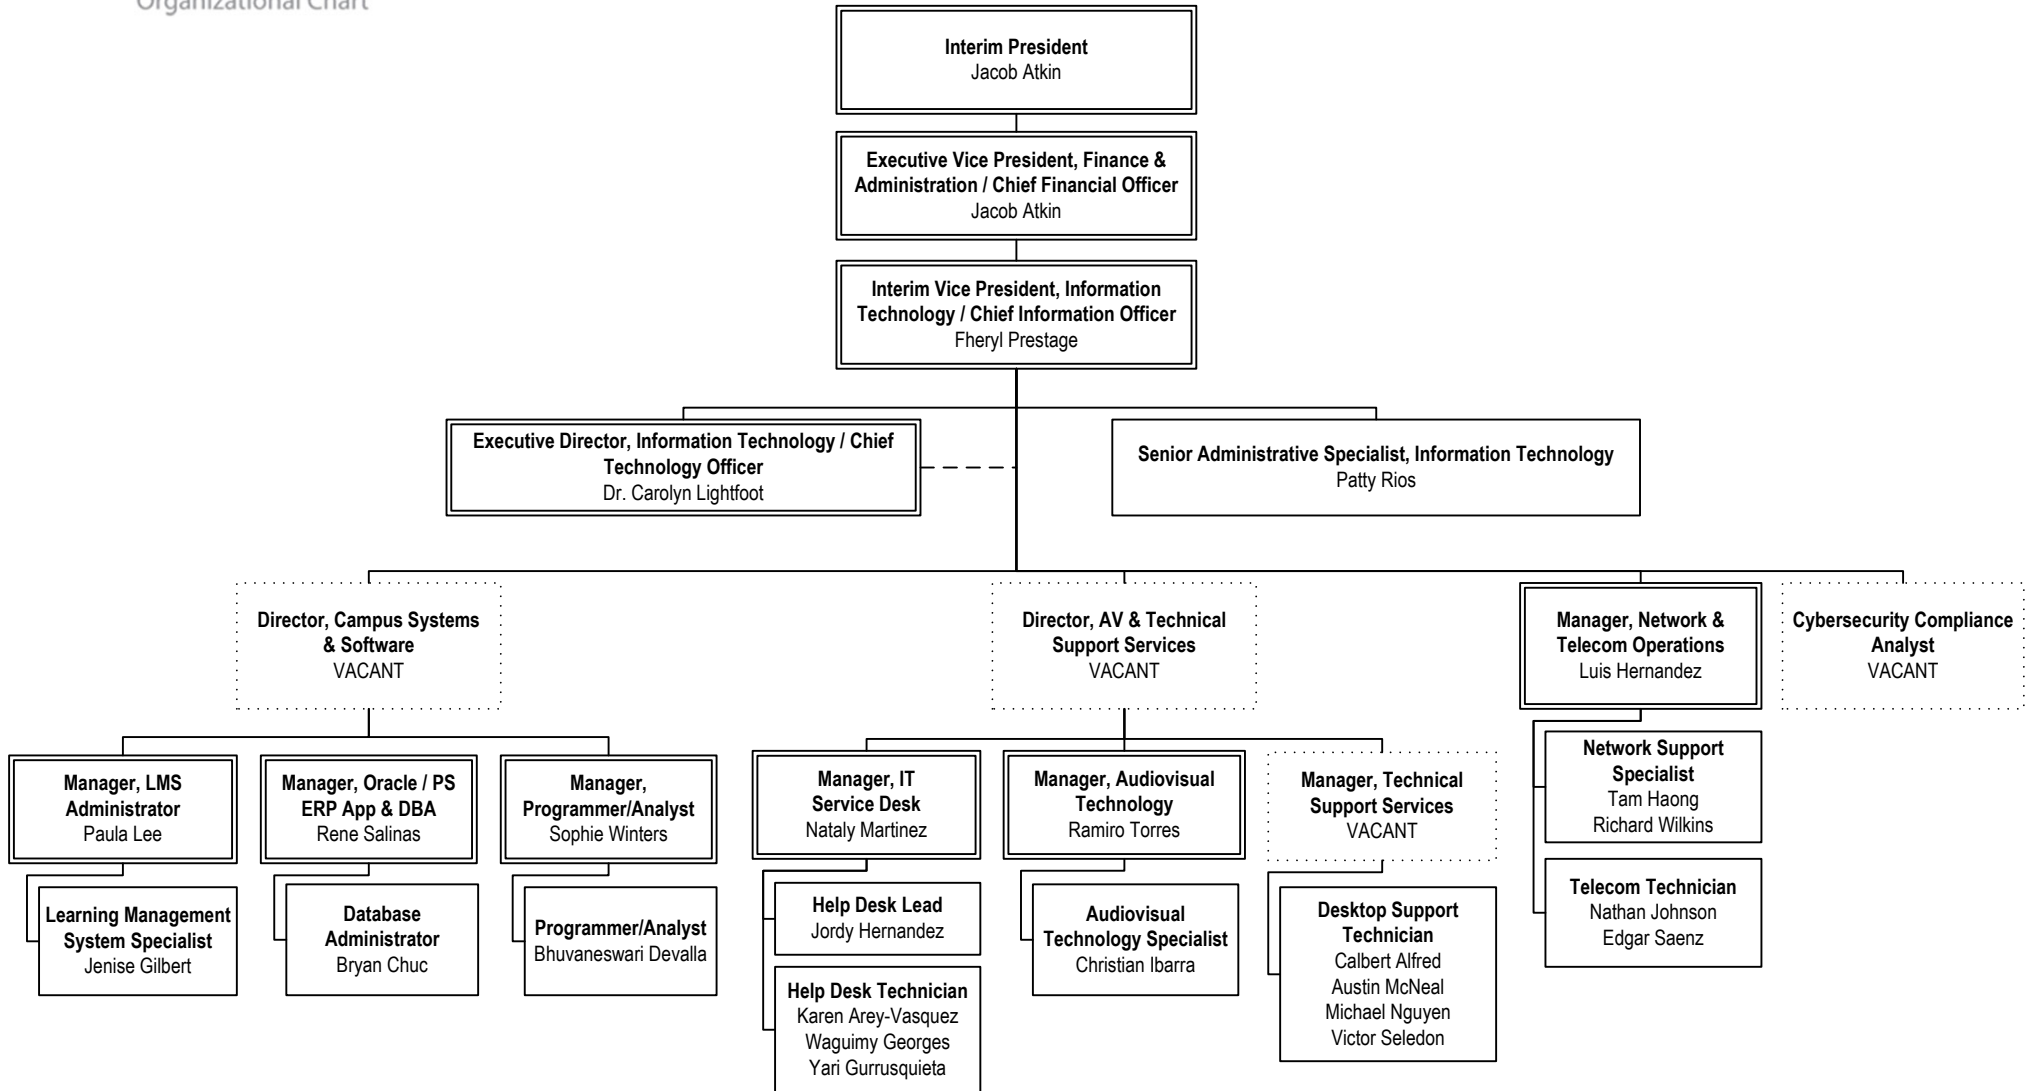 Organizational Chart
Interim President
Jacob Atkin
Executive Vice President, Finance &
Administration / Chief Financial Officer
Jacob Atkin
Interim Vice President, Information
Technology / Chief Information Officer
Fheryl Prestage
Executive Director, Information Technology / Chief
Technology Officer
Dr. Carolyn Lightfoot
Senior Administrative Specialist, Information Technology
Patty Rios
Director, Campus Systems
& Software
VACANT
Director, AV & Technical
Support Services
VACANT
Manager, Network &
Telecom Operations
Luis Hernandez
Cybersecurity Compliance
Analyst
VACANT
Manager, LMS
Administrator
Paula Lee
Manager, Oracle / PS
ERP App & DBA
Rene Salinas
Manager,
Programmer/Analyst
Sophie Winters
Manager, IT
Service Desk
Nataly Martinez
Manager, Audiovisual
Technology
Ramiro Torres
Manager, Technical
Support Services
VACANT
Network Support
Specialist
Tam Haong
Richard Wilkins
Learning Management
System Specialist
Jenise Gilbert
Database
Administrator
Bryan Chuc
Programmer/Analyst
Bhuvaneswari Devalla
Help Desk Lead
Jordy Hernandez
Help Desk Technician
Karen Arey-Vasquez
Waguimy Georges
Yari Gurrusquieta
Audiovisual
Technology Specialist
Christian Ibarra
Desktop Support
Technician
Calbert Alfred
Austin McNeal
Michael Nguyen
Victor Seledon
Telecom Technician
Nathan Johnson
Edgar Saenz